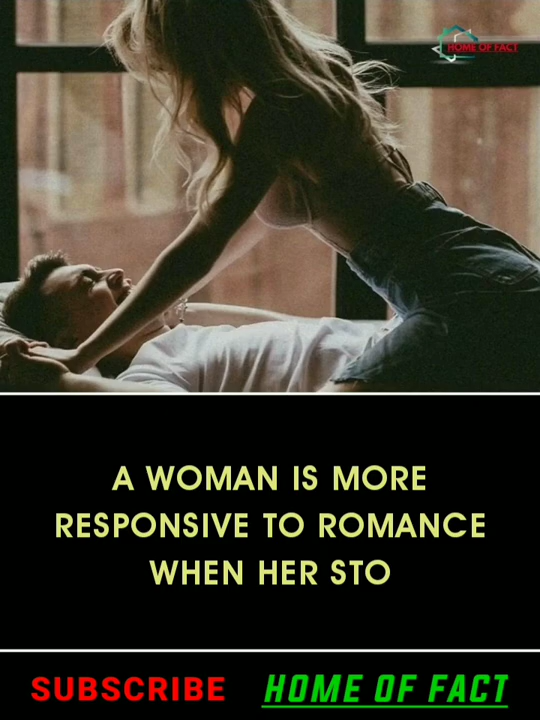 HOME OF FACT
A WOMAN IS MORE
RESPONSIVE TO ROMANCE
WHEN HER STO
SUBSCRIBE HOME OF FACT